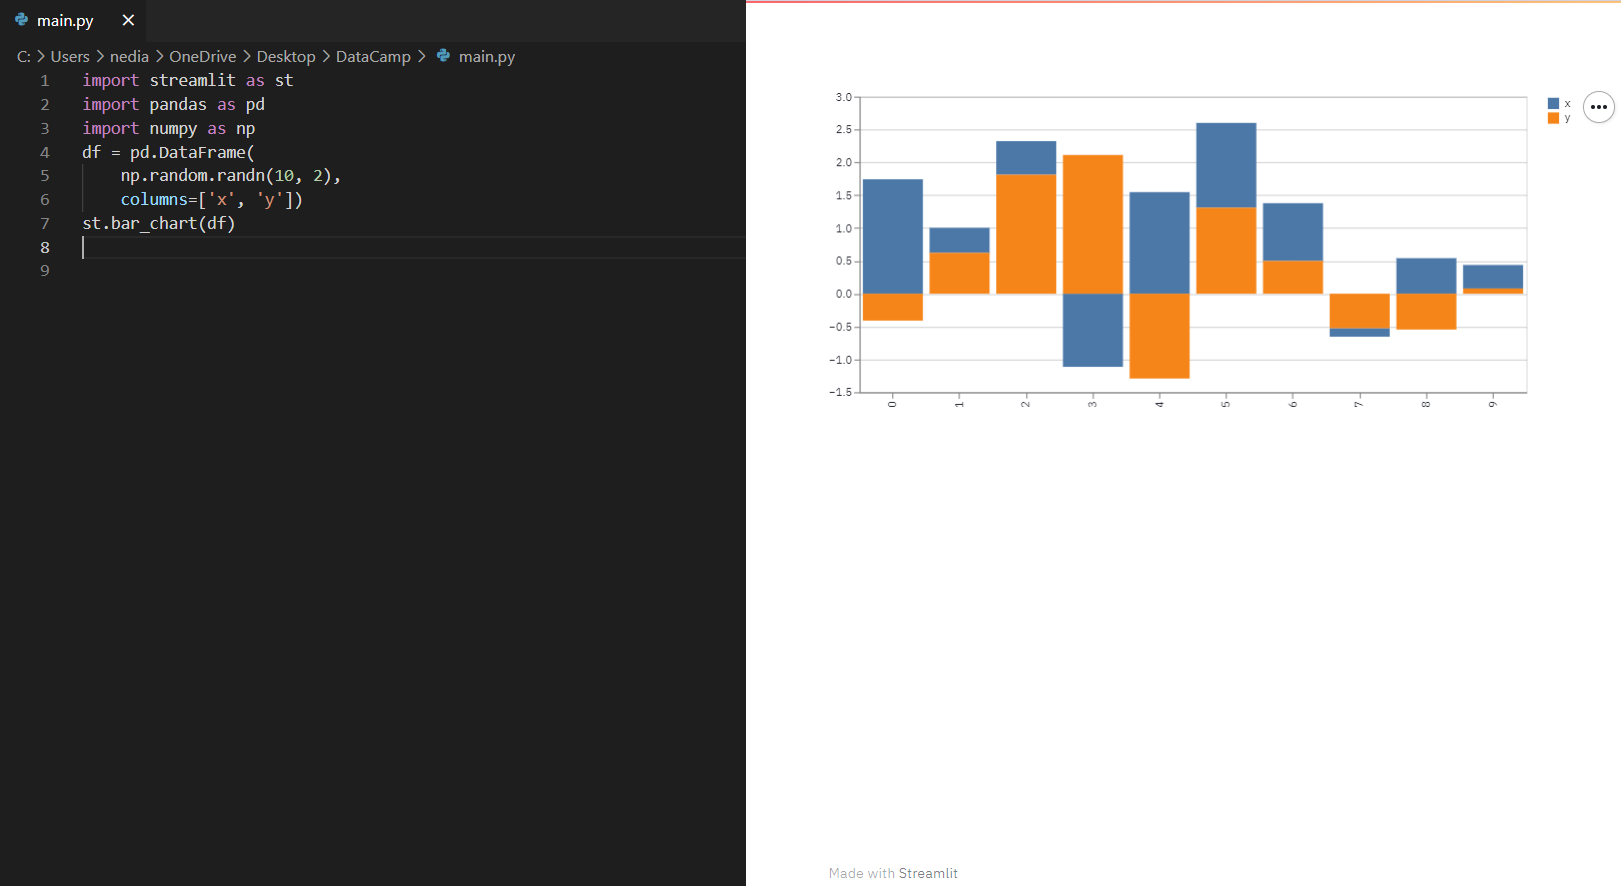 main.py
C: > Users > nedia > OneDrive > Desktop > DataCamp > main.py
1 import streamlit as st
2 import pandas as pd
3 import numpy as np
4 df = pd.DataFrame(
5     np.random.randn(10, 2),
6     columns=['x', 'y'])
7 st.bar_chart(df)
8
9
3.0
2.5
2.0
1.5
1.0
0.5
0.0
−0.5
−1.0
−1.5
0 1 2 3 4 5 6 7 8 9
x
y
Made with Streamlit